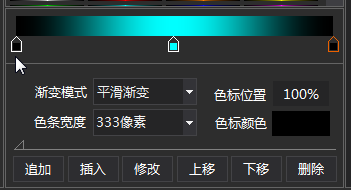 渐变模式 平滑渐变 色标位置 100%
色条宽度 333像素 色标颜色
追加 插入 修改 上移 下移 删除